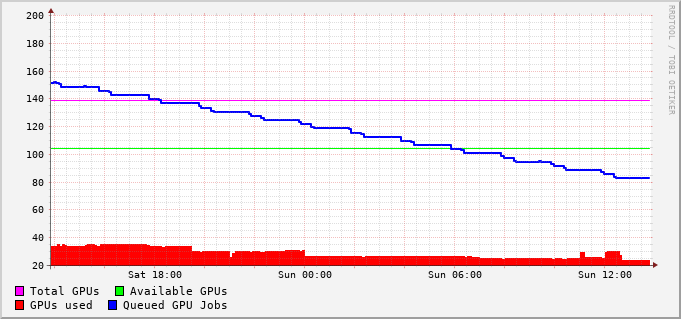 200
180
160
140
120
100
80
60
40
20
Sat 18:00 Sun 00:00 Sun 06:00 Sun 12:00
Total GPUs Available GPUs
GPUs used Queued GPU Jobs
RRDTOOL / TOBI OETIKER